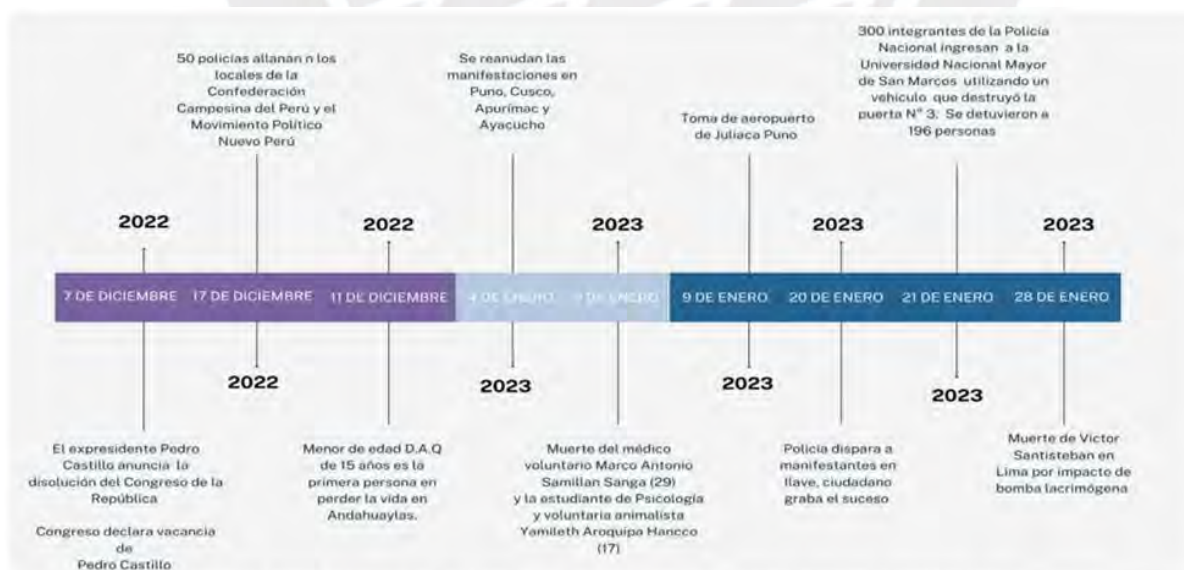 50 policías allanan n los
locales de la
Confederación
Campesina del Perú y el
Movimiento Político
Nuevo Perú
Se reanudan las
manifestaciones en
Puno, Cusco,
Apurímac y
Ayacucho
Toma de aeropuerto
de Juliaca Puno
300 integrantes de la Policía
Nacional ingresan a la
Universidad Nacional Mayor
de San Marcos utilizando un
vehículo que destruyó la
puerta N° 3. Se detuvieron a
196 personas
2022
2022
2023
2023
2023
7 DE DICIEMBRE
17 DE DICIEMBRE
11 DE DICIEMBRE
4 DE ENERO
DE ENERO
9 DE ENERO
20 DE ENERO
21 DE ENERO
28 DE ENERO
2022
2023
2023
2023
El expresidente Pedro
Castillo anuncia la
disolución del Congreso de la
República
Congreso declara vacancia
de
Pedro Castillo
Menor de edad D.A.Q
de 15 años es la
primera persona en
perder la vida en
Andahuaylas.
Muerte del médico
voluntario Marco Antonio
Samillan Sanga (29)
y la estudiante de Psicología
y voluntaria animalista
Yamileth Aroquipa Hancco
(17)
Policia dispara a
manifestantes en
Ilave, ciudadano
graba el suceso
Muerte de Victor
Santisteban en
Lima por impacto de
bomba lacrimógena